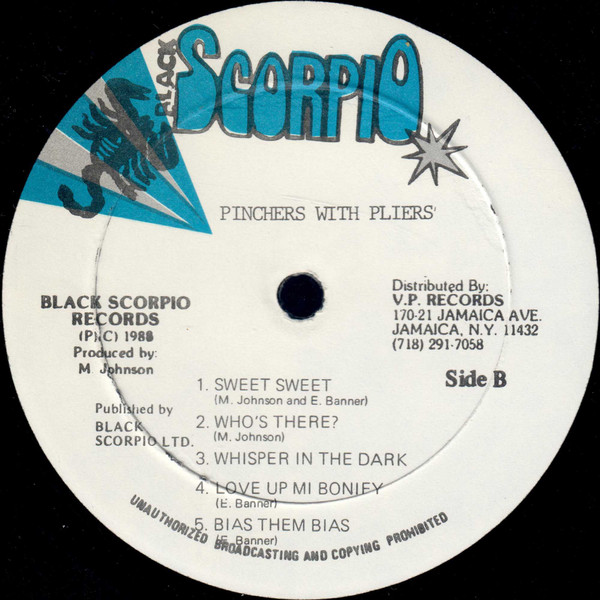 BLACK
SCORPIO
PINCHERS WITH PLIERS'
BLACK SCORPIO
RECORDS
(P)(C) 1988
Produced by:
M. Johnson
Published by
BLACK
SCORPIO LTD.
Distributed By:
V.P. RECORDS
170-21 JAMAICA AVE.
JAMAICA, N.Y. 11432
(718) 291-7058
Side B
1. SWEET SWEET
(M. Johnson and E. Banner)
2. WHO'S THERE?
(M. Johnson)
3. WHISPER IN THE DARK
4. LOVE UP MI BONIFY
(E. Banner)
5. BIAS THEM BIAS
(E. Banner)
UNAUTHORIZED BROADCASTING AND COPYING PROHIBITED